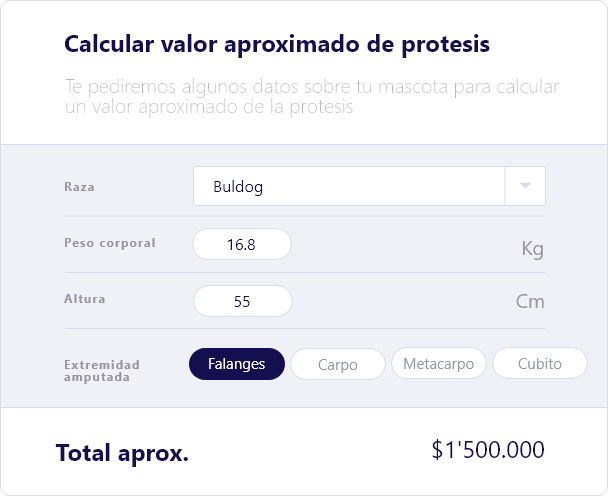 Calcular valor aproximado de protesis
Te pediremos algunos datos sobre tu mascota para calcular
un valor aproximado de la protesis
Raza
Buldog
Peso corporal
16.8
Kg
Altura
55
Cm
Extremidad
amputada
Falanges
Carpo
Metacarpo
Cubito
Total aprox.
$1'500.000